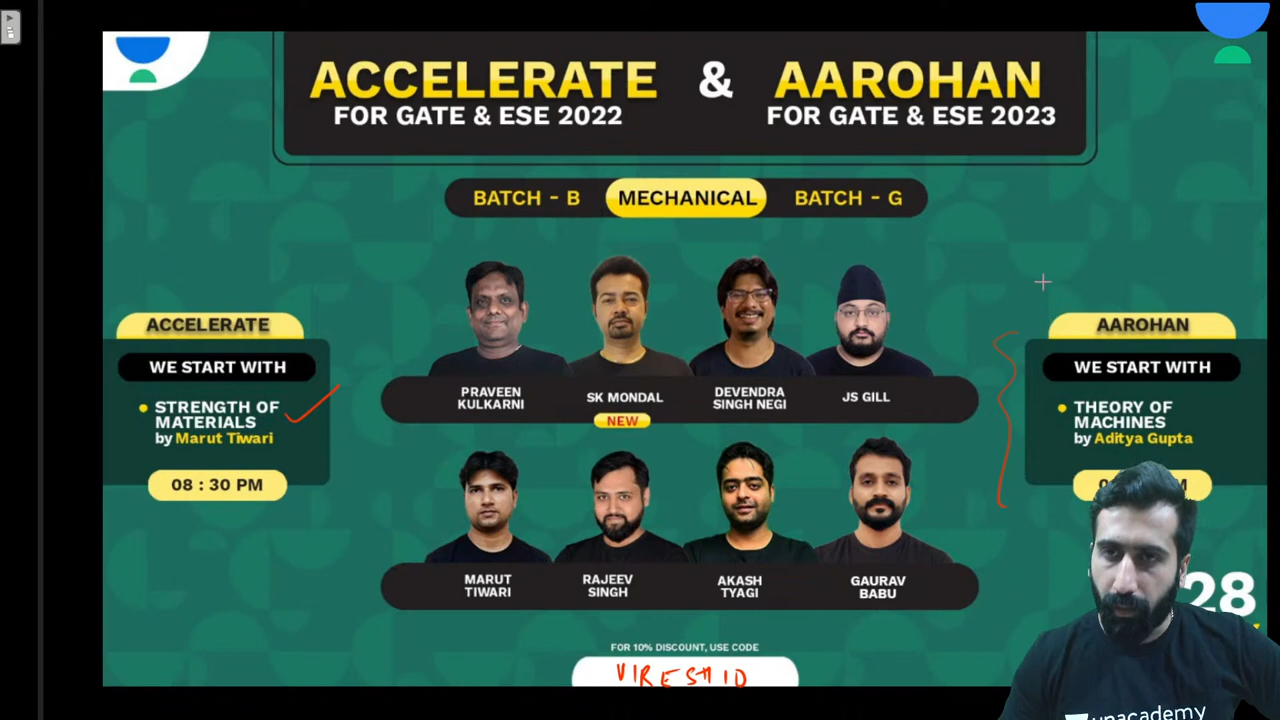 ACCELERATE & AAROHAN
FOR GATE & ESE 2022 FOR GATE & ESE 2023
BATCH - B MECHANICAL BATCH - G
ACCELERATE
WE START WITH
STRENGTH OF
MATERIALS
by Marut Tiwari
08 : 30 PM
PRAVEEN
KULKARNI
SK MONDAL
NEW
DEVENDRA
SINGH NEGI
JS GILL
MARUT
TIWARI
RAJEEV
SINGH
AKASH
TYAGI
GAURAV
BABU
AAROHAN
WE START WITH
THEORY OF
MACHINES
by Aditya Gupta
28
FOR 10% DISCOUNT, USE CODE
VIRESH10
unacademy